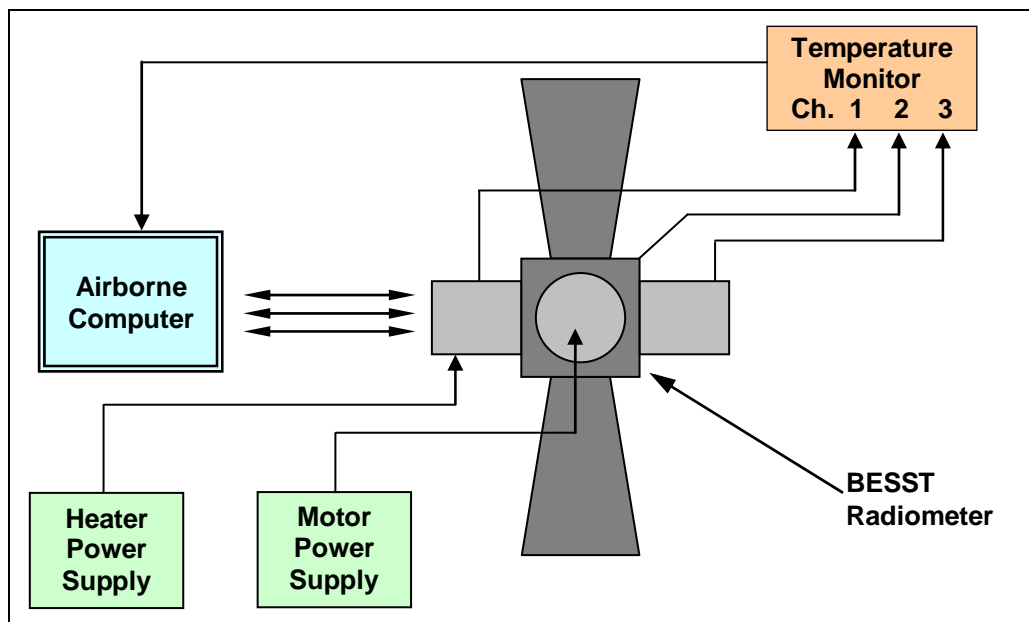 Temperature
Monitor
Ch. 1 2 3
Airborne
Computer
BESST
Radiometer
Heater
Power
Supply
Motor
Power
Supply